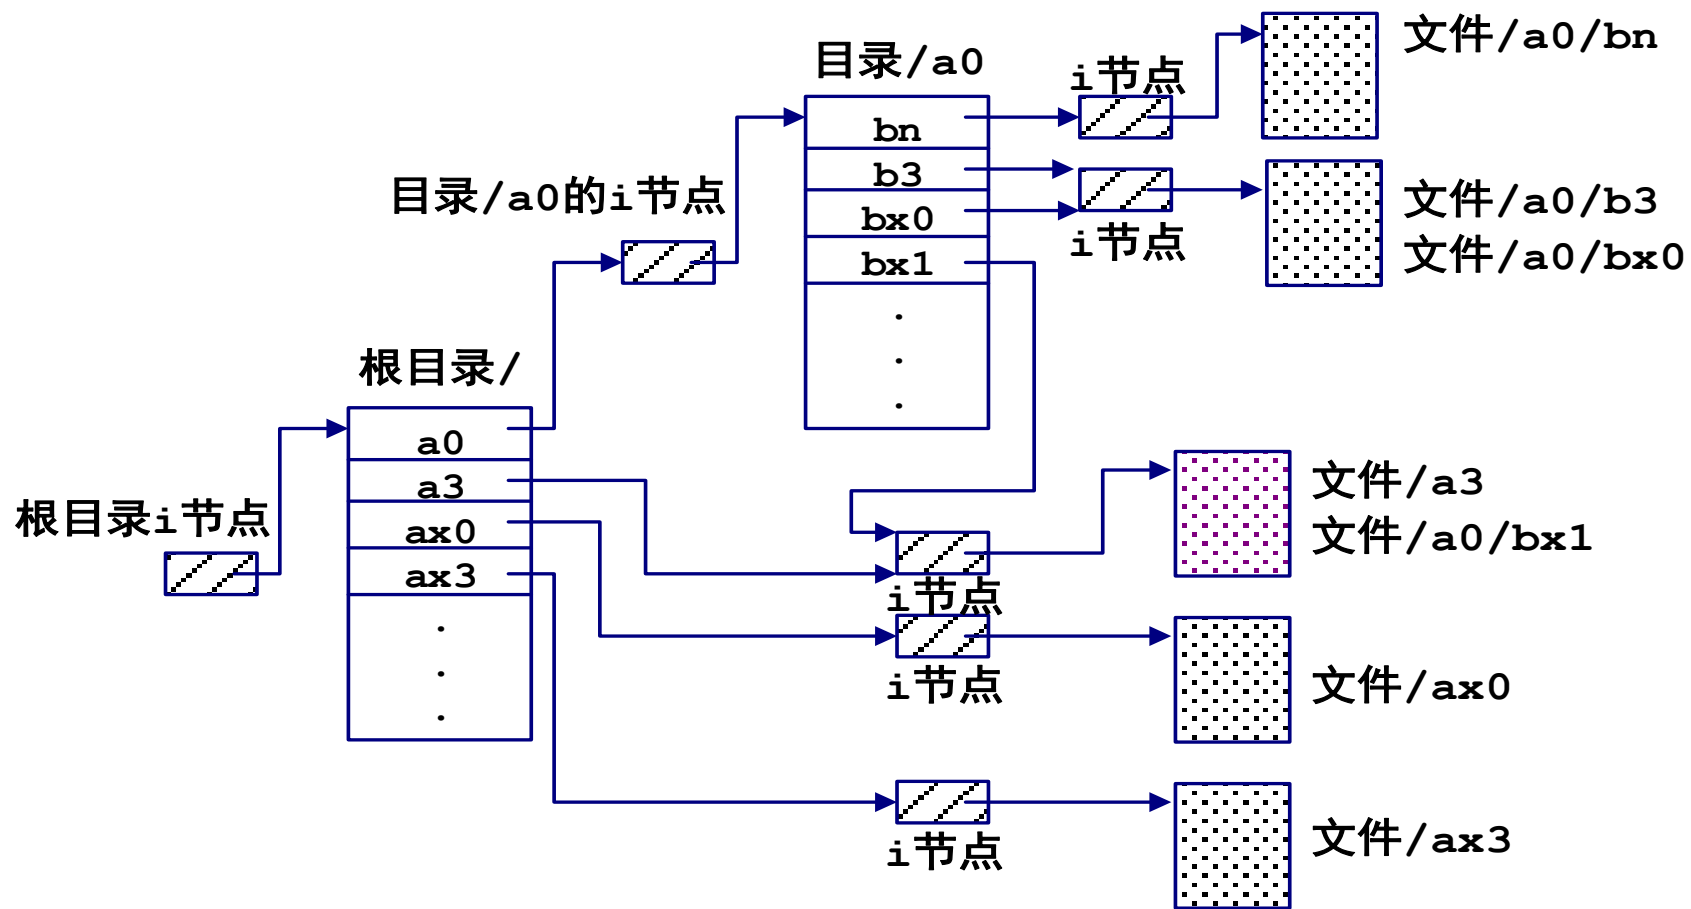 文件/a0/bn
目录/a0
i节点
bn
b3
目录/a0的i节点
文件/a0/b3
bx0
i节点
文件/a0/bx0
bx1
.
.
.
根目录/
a0
a3
文件/a3
根目录i节点
ax0
文件/a0/bx1
ax3
i节点
.
.
.
i节点
文件/ax0
i节点
文件/ax3